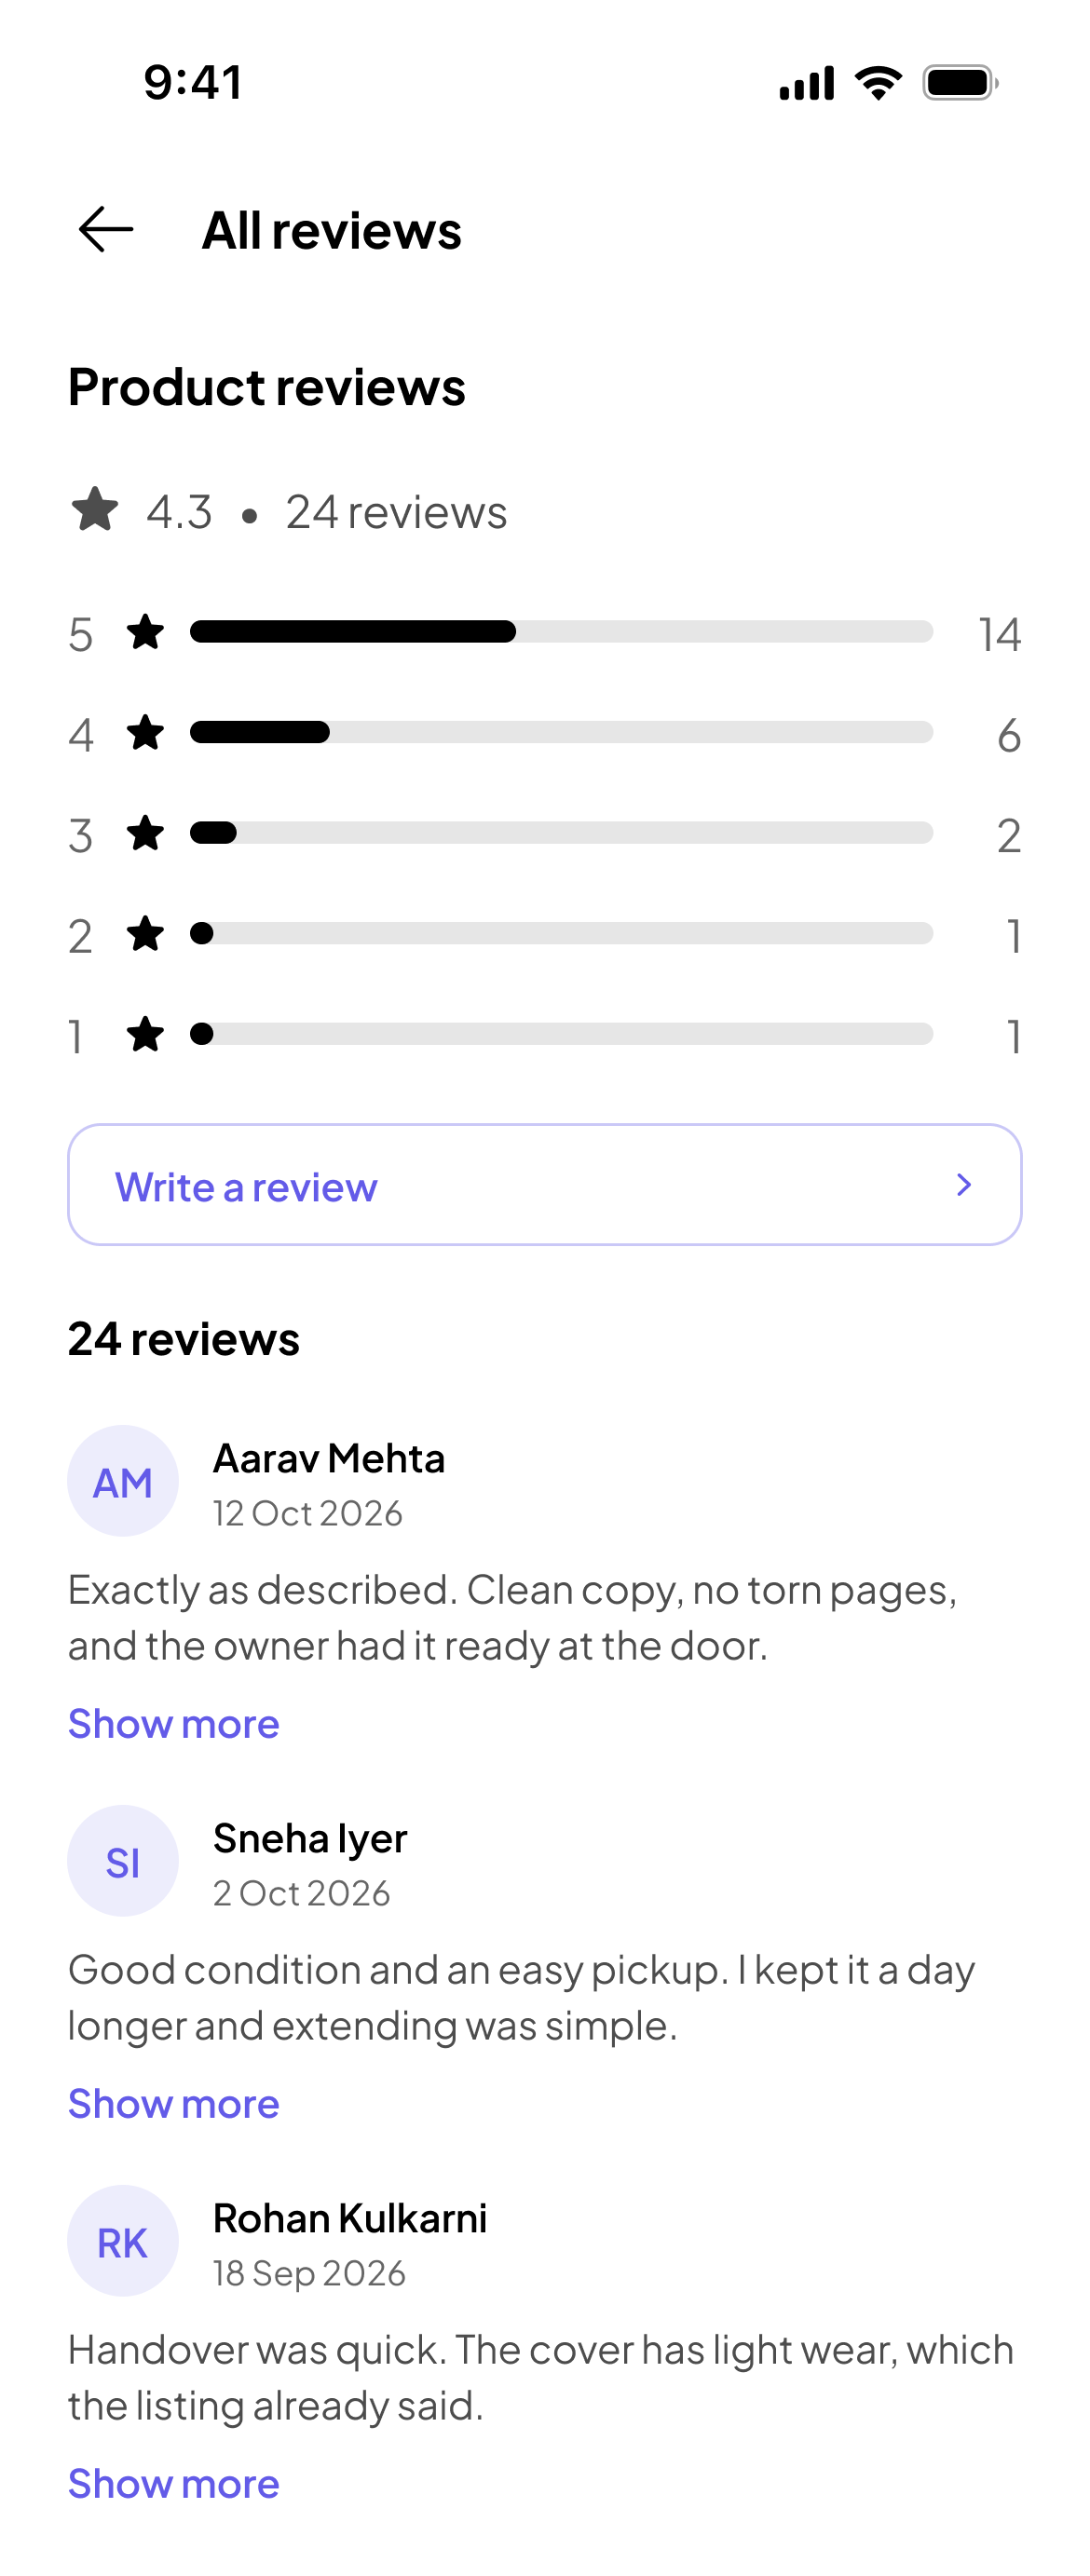 9:41
All reviews
Product reviews
4.3 • 24 reviews
5 14
4 6
3 2
2 1
1 1
Write a review
24 reviews
AM
Aarav Mehta
12 Oct 2026
Exactly as described. Clean copy, no torn pages,
and the owner had it ready at the door.
Show more
SI
Sneha Iyer
2 Oct 2026
Good condition and an easy pickup. I kept it a day
longer and extending was simple.
Show more
RK
Rohan Kulkarni
18 Sep 2026
Handover was quick. The cover has light wear, which
the listing already said.
Show more